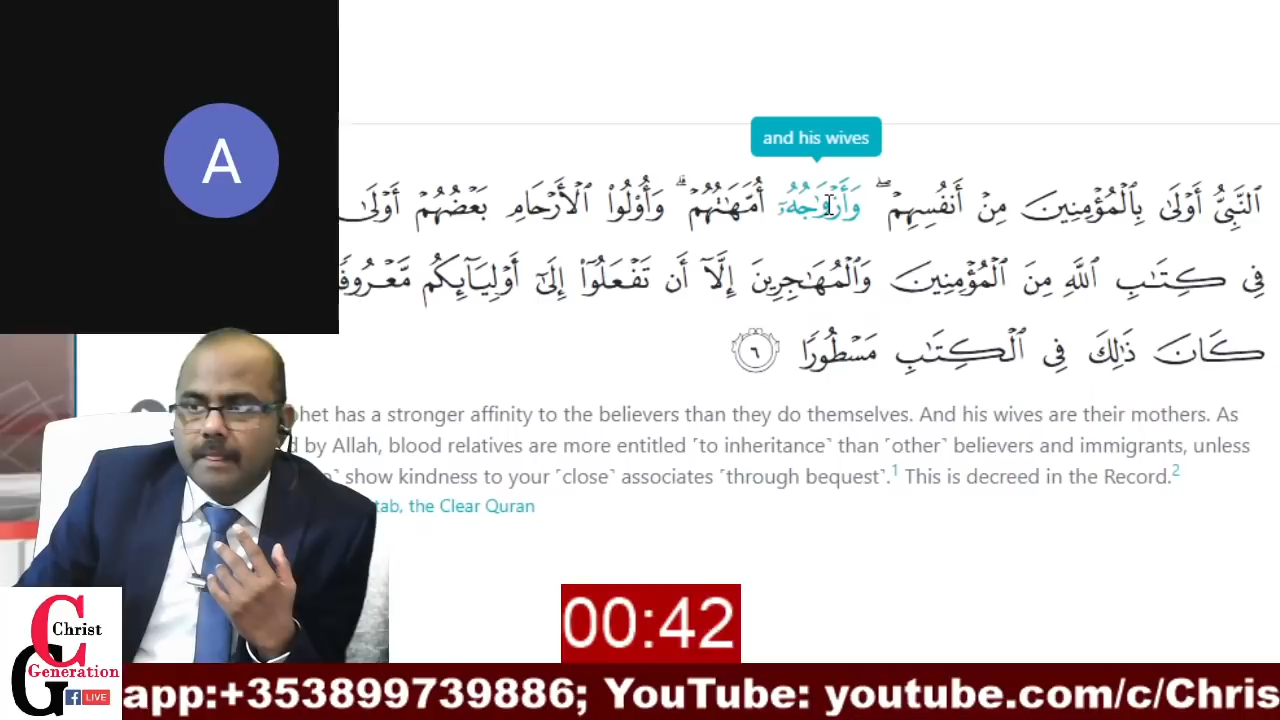 A
and his wives
ٱلنَّبِىُّ أَوْلَىٰ بِٱلْمُؤْمِنِينَ مِنْ أَنفُسِهِمْ ۖ وَأَزْوَٰجُهُۥٓ أُمَّهَـٰتُهُمْ ۗ وَأُو۟لُوا۟ ٱلْأَرْحَامِ بَعْضُهُمْ أَوْلَىٰ
فِى كِتَـٰبِ ٱللَّهِ مِنَ ٱلْمُؤْمِنِينَ وَٱلْمُهَـٰجِرِينَ إِلَّآ أَن تَفْعَلُوٓا۟ إِلَىٰٓ أَوْلِيَآئِكُم
كَانَ ذَٰلِكَ فِى ٱلْكِتَـٰبِ مَسْطُورًا ٦
has a stronger affinity to the believers than they do themselves. And his wives are their mothers. As
by Allah, blood relatives are more entitled ˹to inheritance˺ than ˹other˺ believers and immigrants, unless
show kindness to your ˹close˺ associates ˹through bequest˺.1 This is decreed in the Record.2
the Clear Quran
00:42
Christ
Generation
CG
f LIVE
app:+353899739886; YouTube: youtube.com/c/Chris